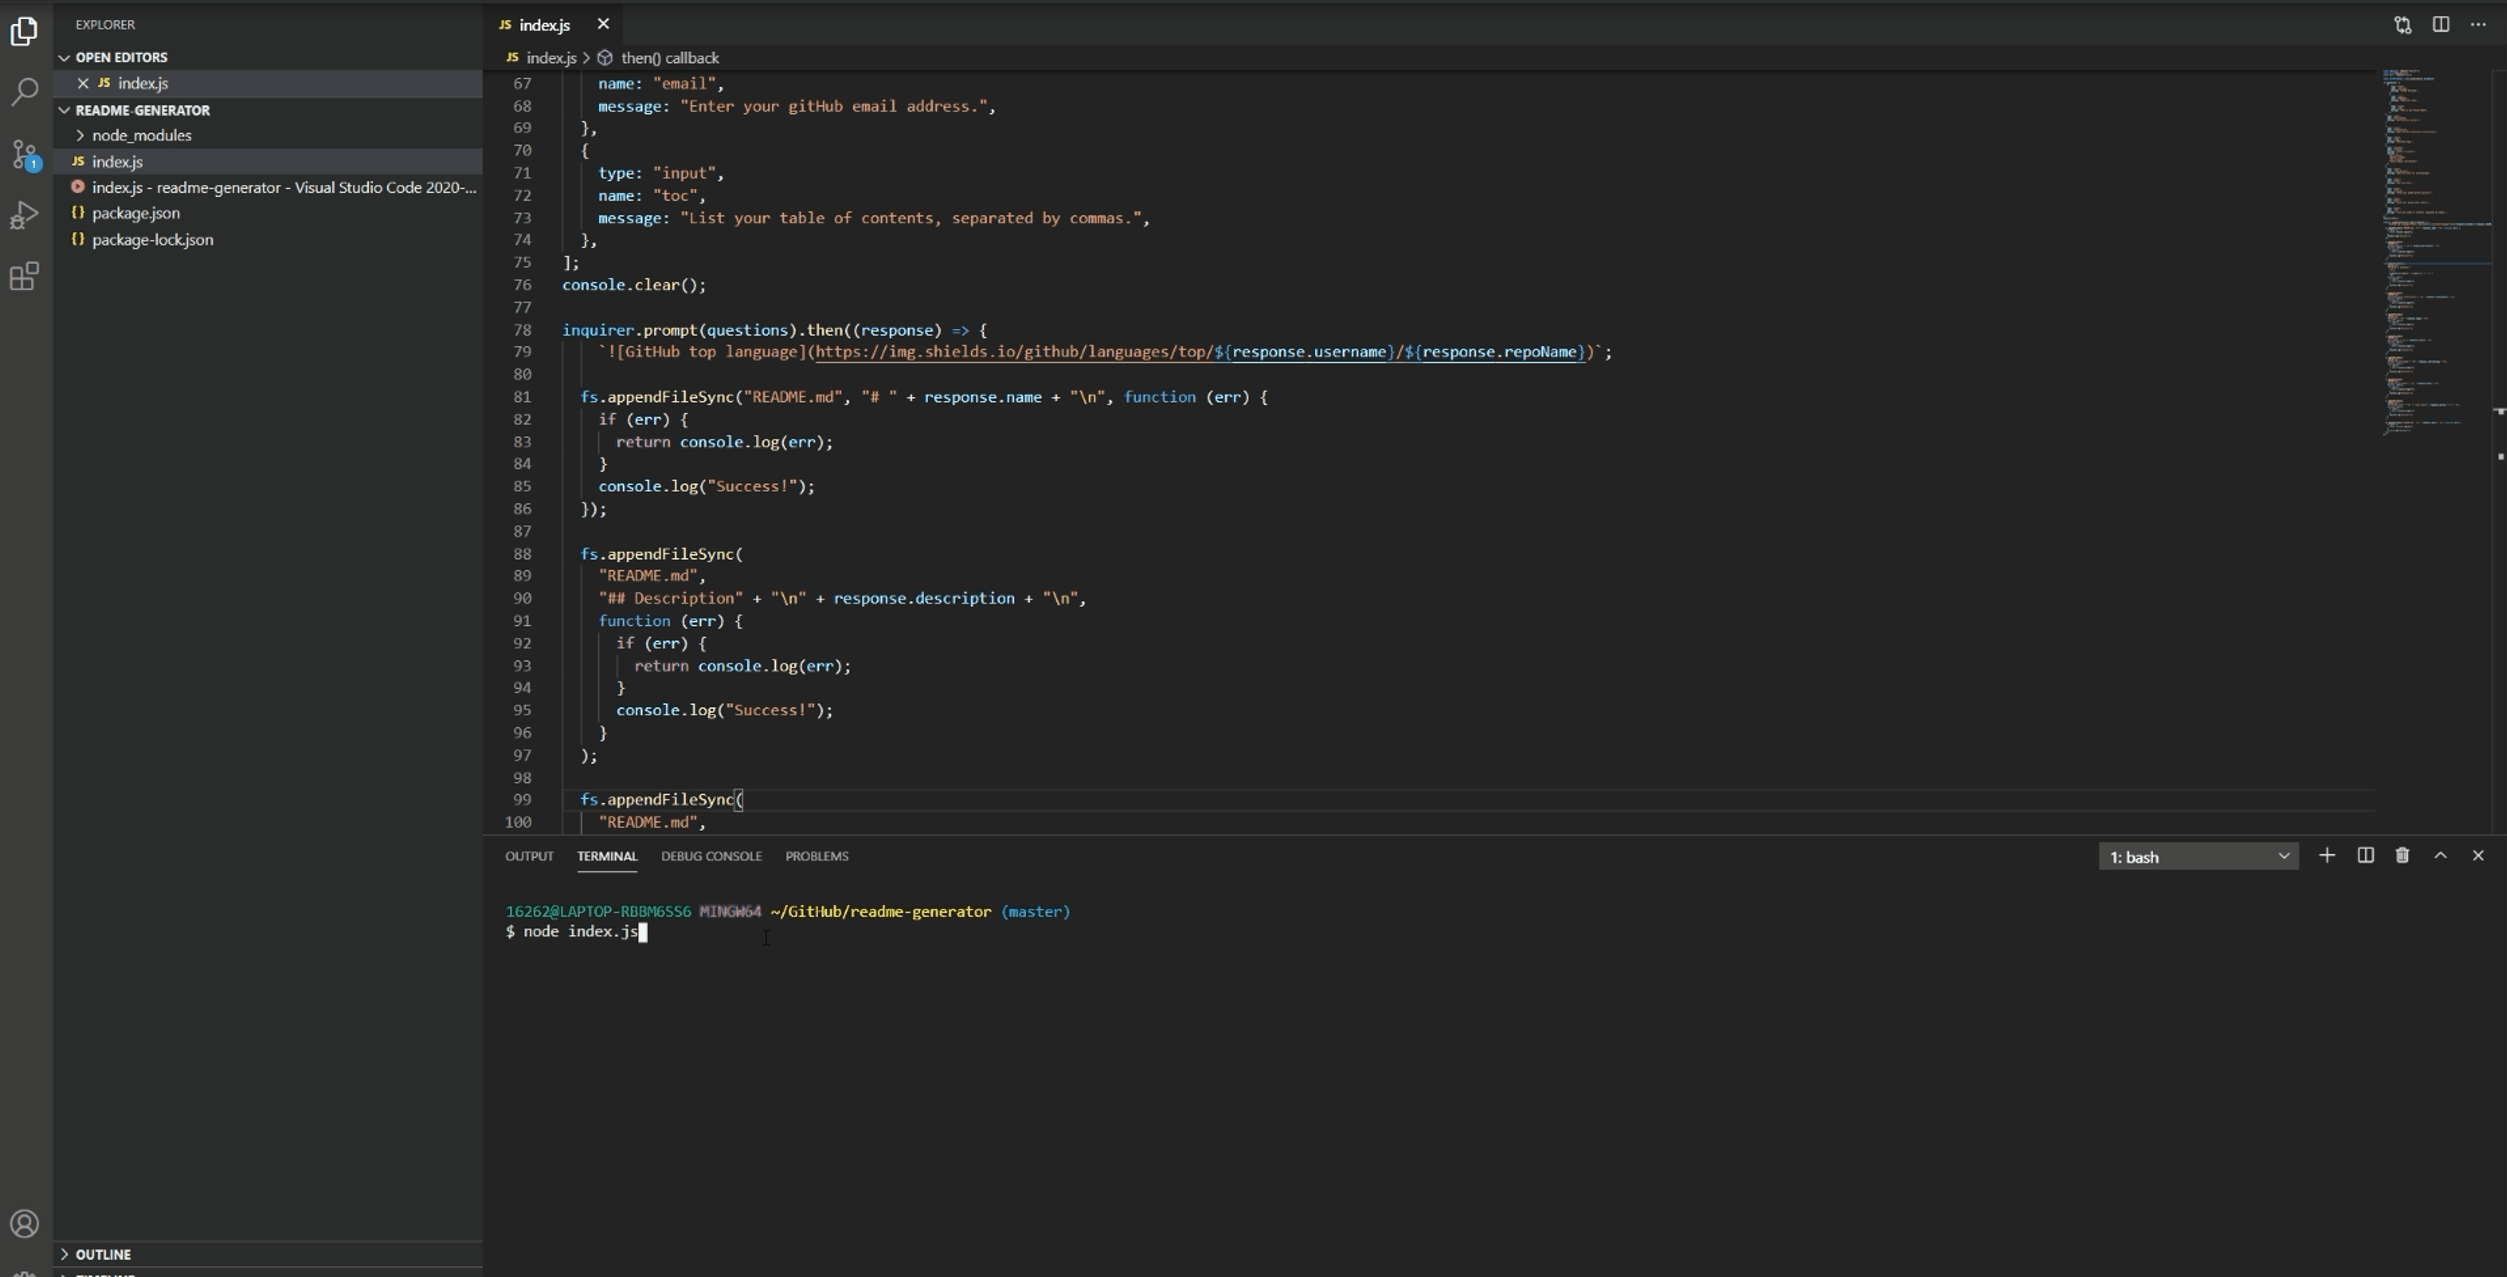 EXPLORER
OPEN EDITORS
JS index.js
README-GENERATOR
node_modules
JS index.js
index.js - readme-generator - Visual Studio Code 2020-...
{} package.json
{} package-lock.json
OUTLINE
JS index.js
JS index.js > then() callback
67 name: "email",
68 message: "Enter your gitHub email address.",
69 },
70 {
71 type: "input",
72 name: "toc",
73 message: "List your table of contents, separated by commas.",
74 },
75 ];
76 console.clear();
77
78 inquirer.prompt(questions).then((response) => {
79 `![GitHub top language](https://img.shields.io/github/languages/top/${response.username}/${response.repoName})`;
80
81 fs.appendFileSync("README.md", "# " + response.name + "\n", function (err) {
82 if (err) {
83 return console.log(err);
84 }
85 console.log("Success!");
86 });
87
88 fs.appendFileSync(
89 "README.md",
90 "## Description" + "\n" + response.description + "\n",
91 function (err) {
92 if (err) {
93 return console.log(err);
94 }
95 console.log("Success!");
96 }
97 );
98
99 fs.appendFileSync(
100 "README.md",
OUTPUT TERMINAL DEBUG CONSOLE PROBLEMS
1: bash
16262@LAPTOP-RBBM6SS6 MINGW64 ~/GitHub/readme-generator (master)
$ node index.js